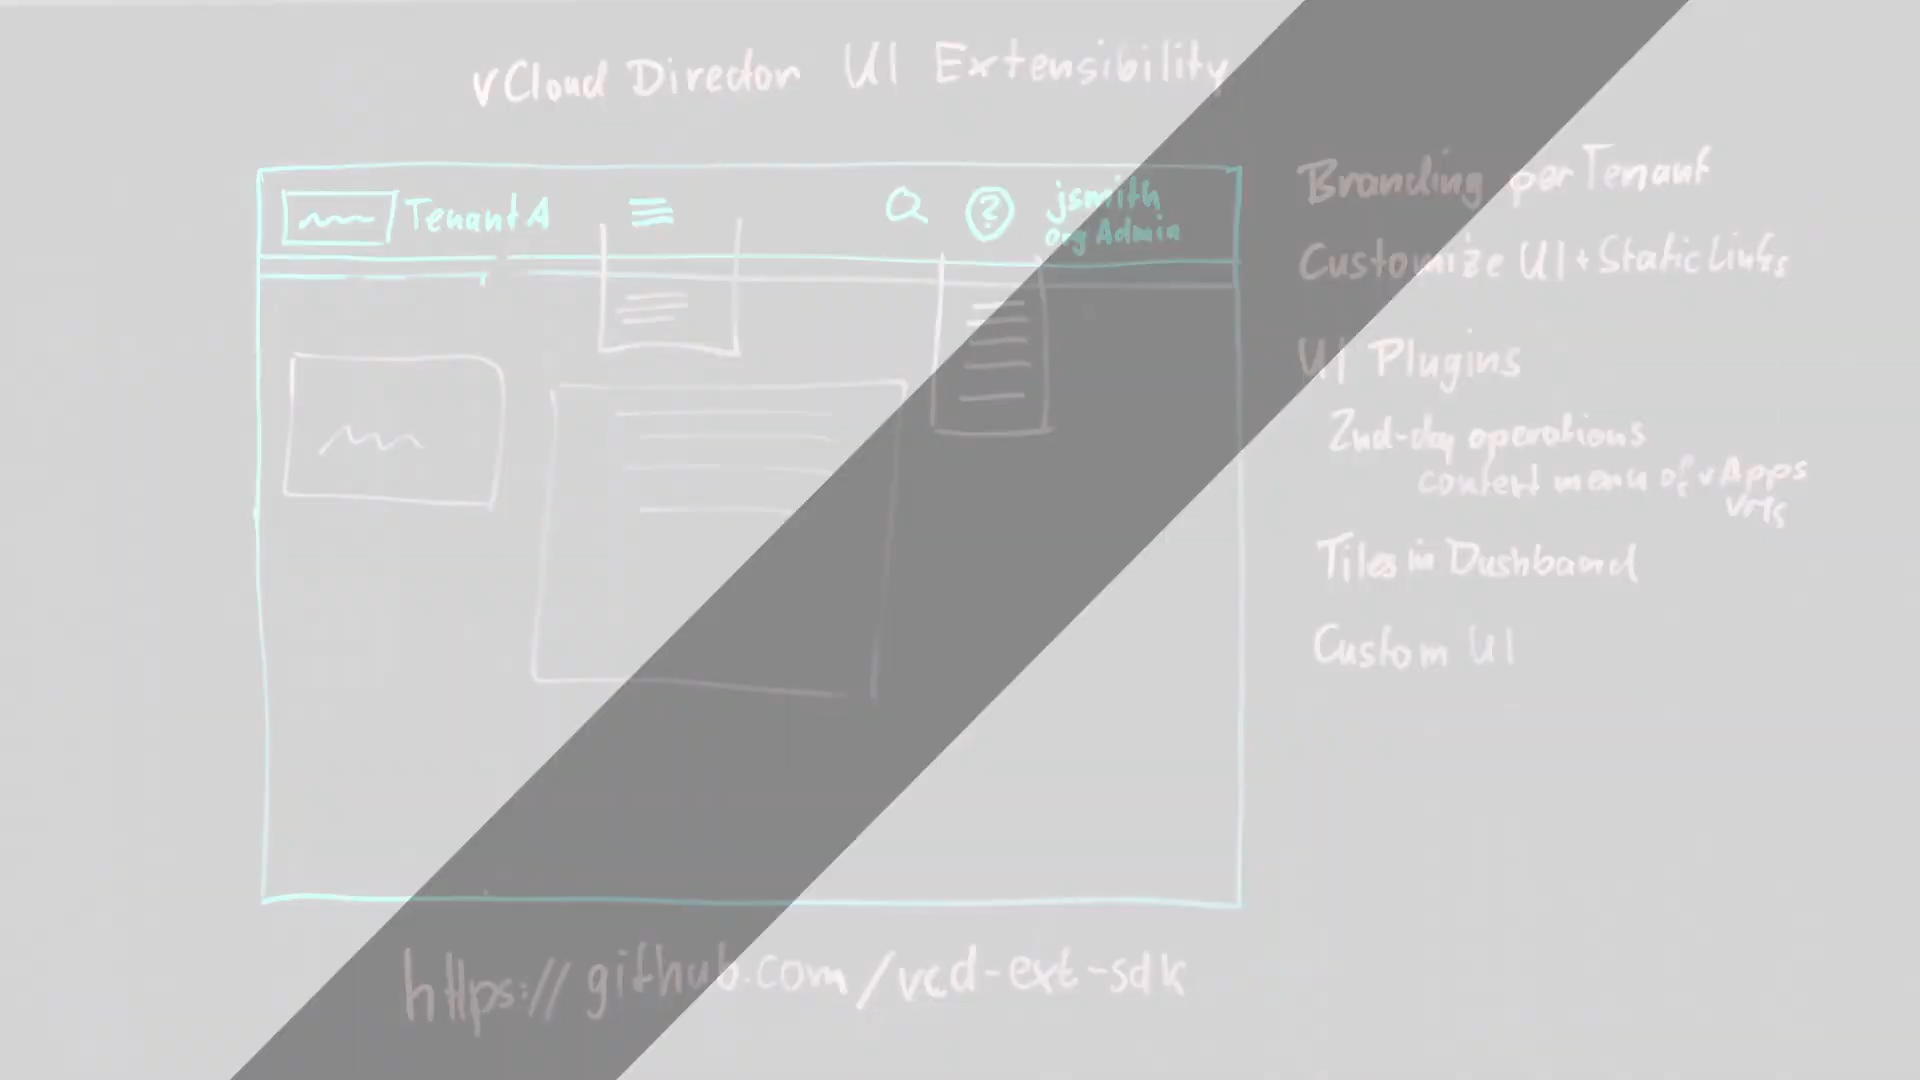 vCloud Director UI Extensibility
Tenant A
?
jsmith
org Admin
Branding per Tenant
Customize UI + Static Links
UI Plugins
2nd-day operations
context menu of vApps
VMs
Tiles in Dashboard
Custom UI
https://github.com/vcd-ext-sdk